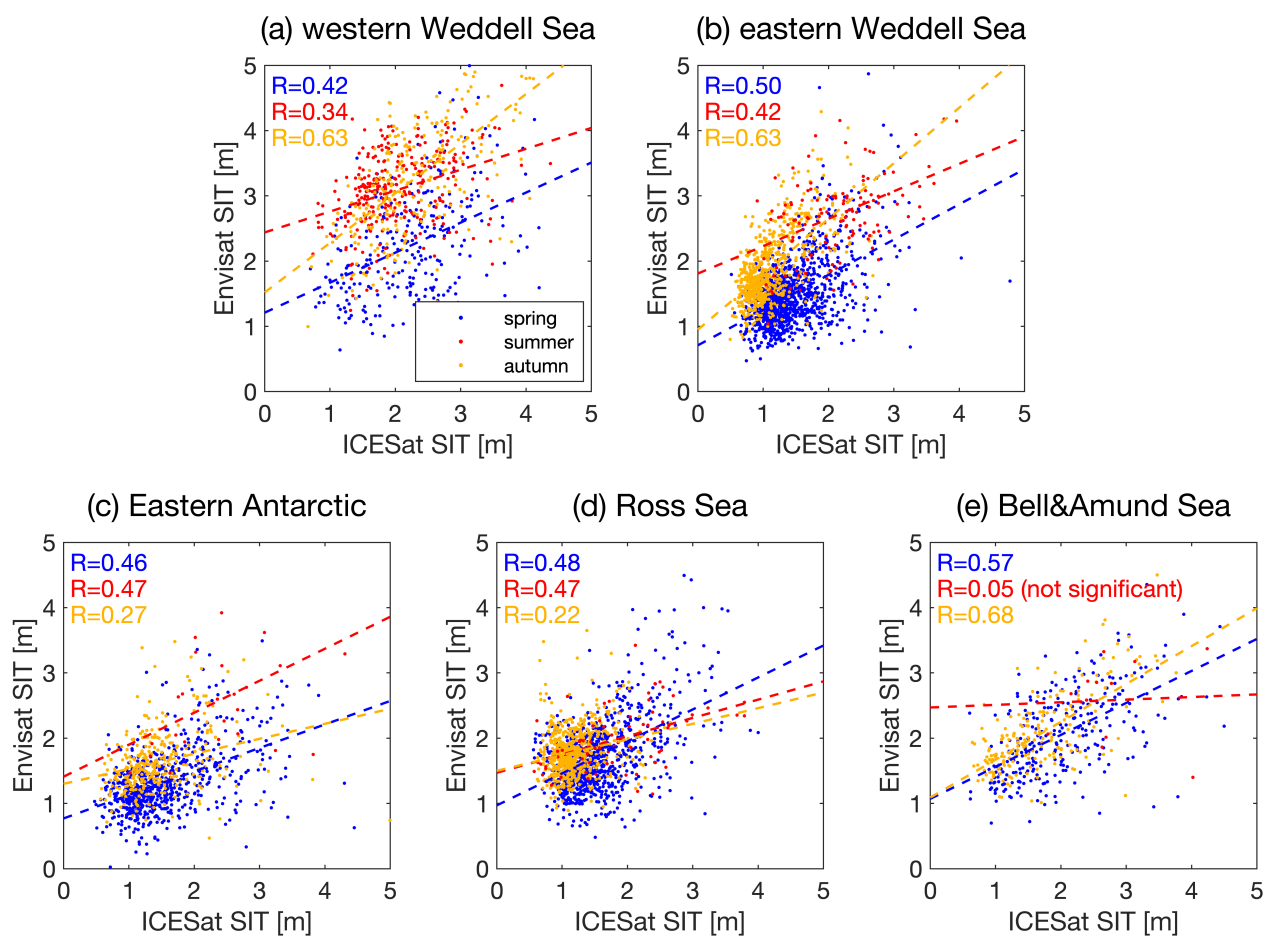 (a) western Weddell Sea
R=0.42
R=0.34
R=0.63
5
4
3
2
1
0
Envisat SIT [m]
spring
summer
autumn
0 1 2 3 4 5
ICESat SIT [m]
(b) eastern Weddell Sea
R=0.50
R=0.42
R=0.63
5
4
3
2
1
0
Envisat SIT [m]
0 1 2 3 4 5
ICESat SIT [m]
(c) Eastern Antarctic
R=0.46
R=0.47
R=0.27
5
4
3
2
1
0
Envisat SIT [m]
0 1 2 3 4 5
ICESat SIT [m]
(d) Ross Sea
R=0.48
R=0.47
R=0.22
5
4
3
2
1
0
Envisat SIT [m]
0 1 2 3 4 5
ICESat SIT [m]
(e) Bell&Amund Sea
R=0.57
R=0.05 (not significant)
R=0.68
5
4
3
2
1
0
Envisat SIT [m]
0 1 2 3 4 5
ICESat SIT [m]